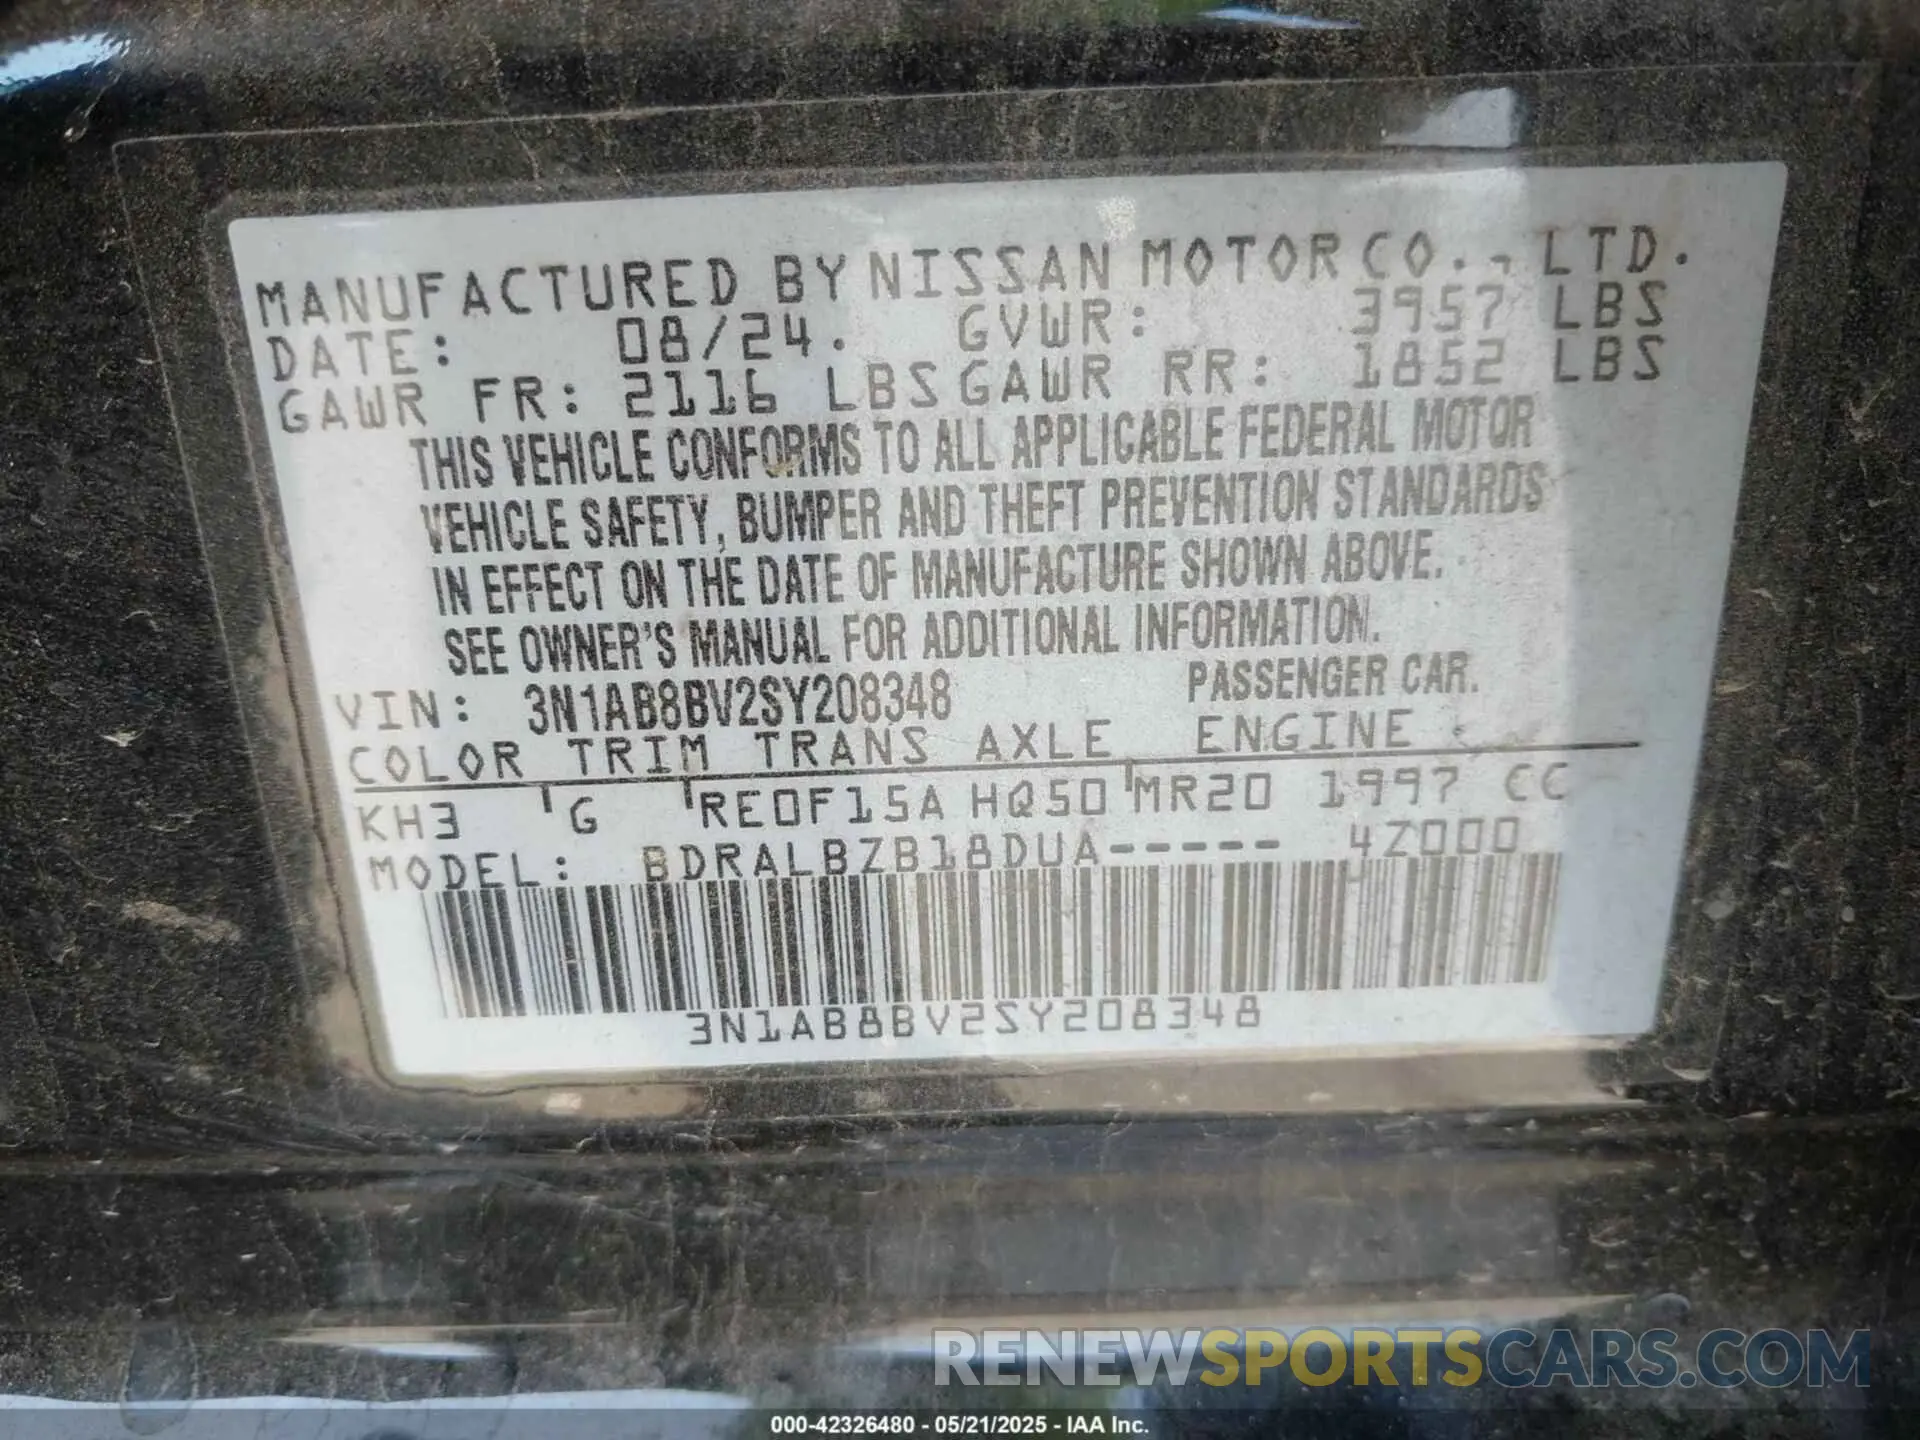 MANUFACTURED BY NISSAN MOTOR CO., LTD.
DATE: 08/24. GVWR: 3957 LBS
GAWR FR: 2116 LBS GAWR RR: 1852 LBS
THIS VEHICLE CONFORMS TO ALL APPLICABLE FEDERAL MOTOR
VEHICLE SAFETY, BUMPER AND THEFT PREVENTION STANDARDS
IN EFFECT ON THE DATE OF MANUFACTURE SHOWN ABOVE.
SEE OWNER'S MANUAL FOR ADDITIONAL INFORMATION.
VIN: 3N1AB8BV2SY208348 PASSENGER CAR.
COLOR TRIM TRANS AXLE ENGINE
KH3 G RE0F15A HQ50 MR20 1997 CC
MODEL: BDRALBZB18DUA----- 4Z000
3N1AB8BV2SY208348
RENEWSPORTSCARS.COM
000-42326480 - 05/21/2025 - IAA Inc.